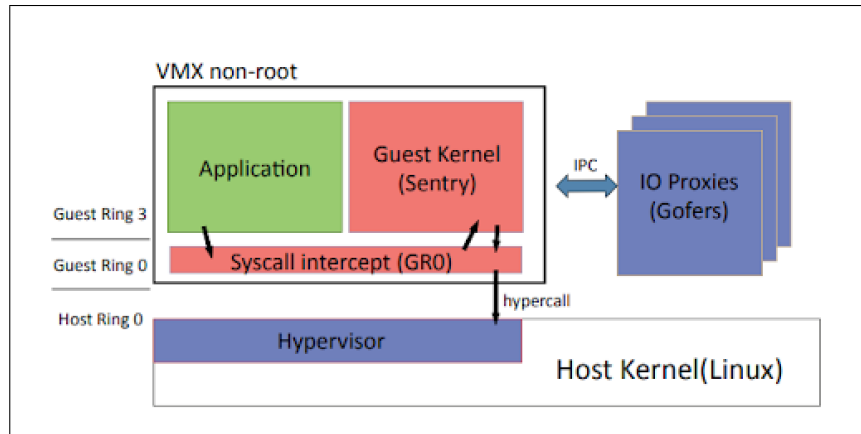 VMX non-root
Application
Guest Kernel
(Sentry)
IPC
IO Proxies
(Gofers)
Guest Ring 3
Guest Ring 0
Syscall intercept (GR0)
hypercall
Host Ring 0
Hypervisor
Host Kernel(Linux)